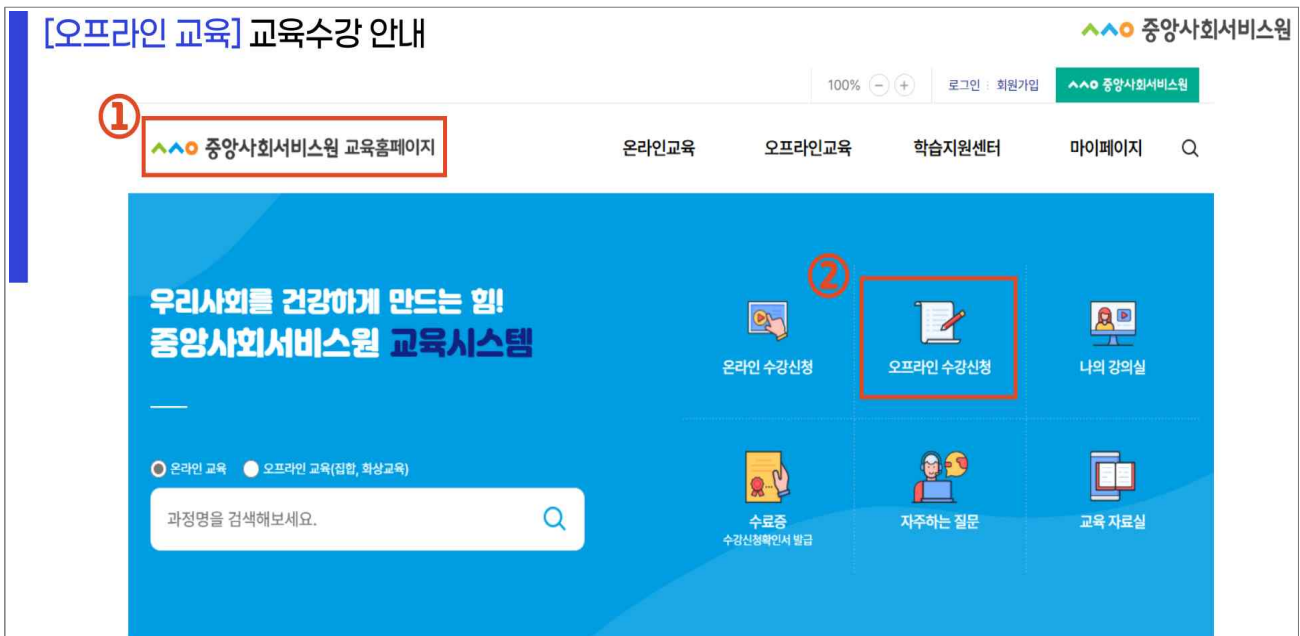 [오프라인 교육] 교육수강 안내
중앙사회서비스원
100% - +
로그인 회원가입
중앙사회서비스원
①
중앙사회서비스원 교육홈페이지
온라인교육 오프라인교육 학습지원센터 마이페이지
②
우리사회를 건강하게 만드는 힘!
중앙사회서비스원 교육시스템
온라인 수강신청 오프라인 수강신청 나의 강의실
온라인 교육 오프라인 교육(집합, 화상교육)
과정명을 검색해보세요.
수료증
수강신청확인서 발급
자주하는 질문
교육 자료실